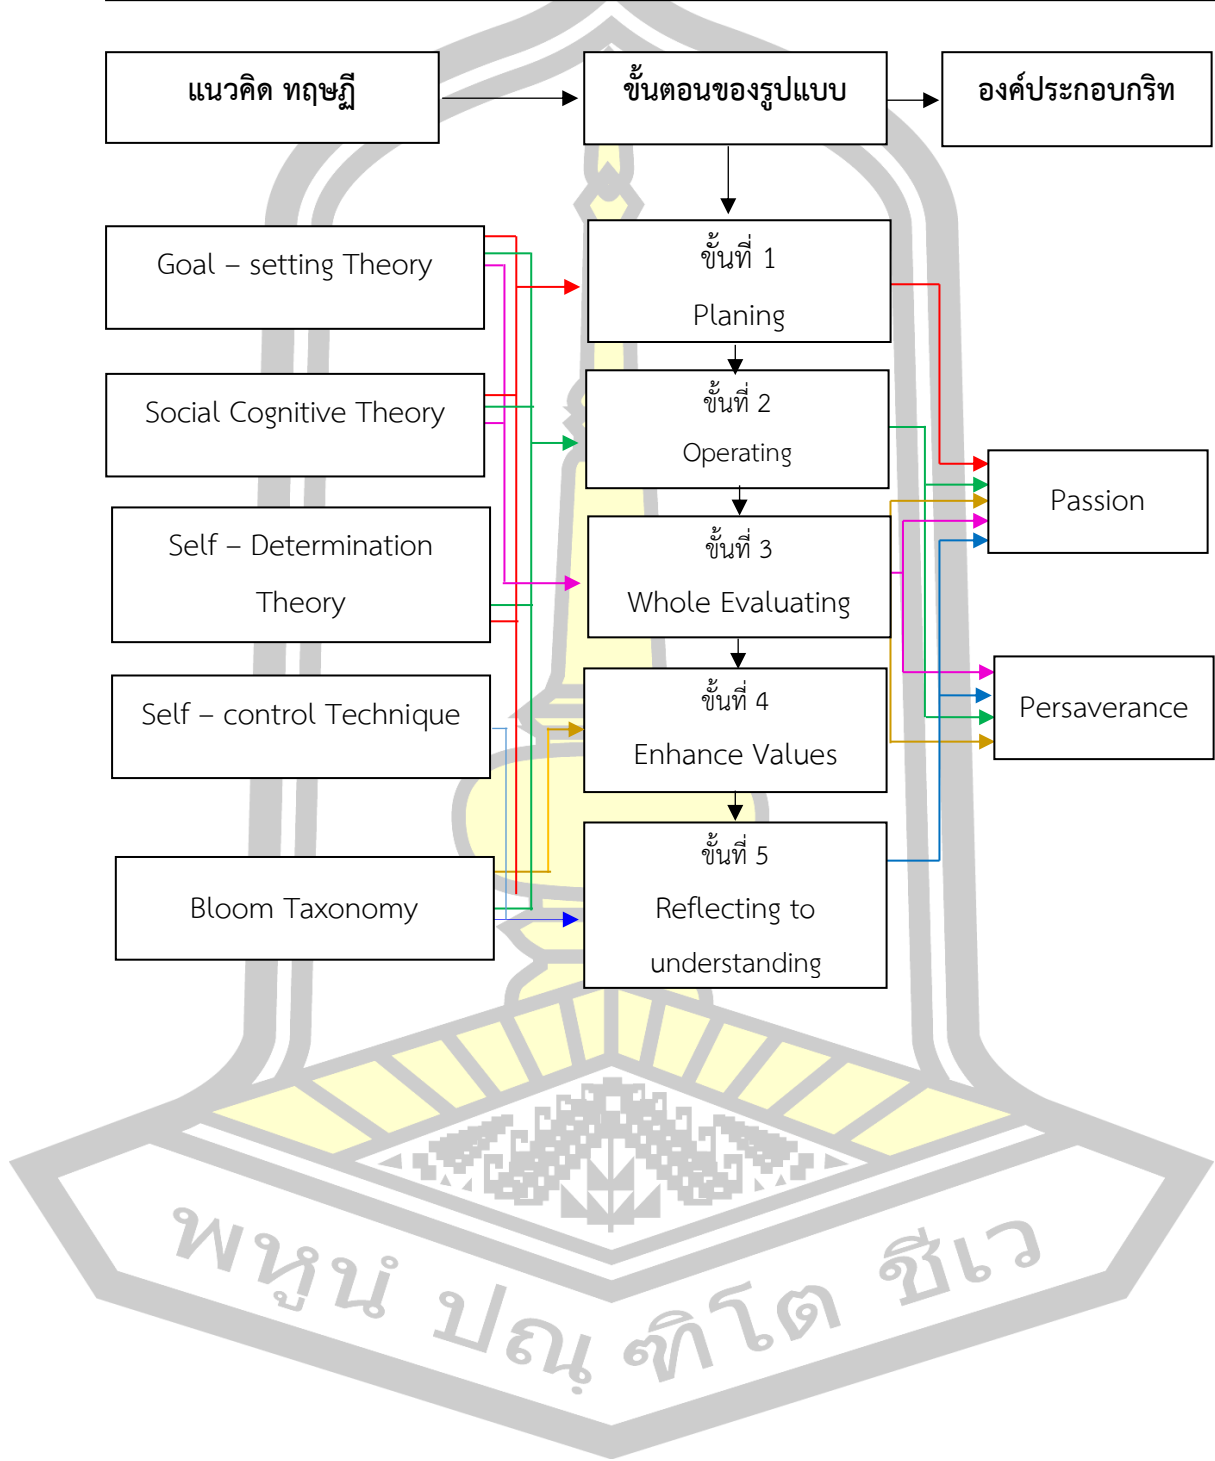 แนวคิด ทฤษฏี
ขั้นตอนของรูปแบบ
องค์ประกอบกริท
Goal – setting Theory
Social Cognitive Theory
Self – Determination
Theory
Self – control Technique
Bloom Taxonomy
ขั้นที่ 1
Planing
ขั้นที่ 2
Operating
ขั้นที่ 3
Whole Evaluating
ขั้นที่ 4
Enhance Values
ขั้นที่ 5
Reflecting to
understanding
Passion
Persaverance
พหูนํ ปณฺฑิโต ชีเว